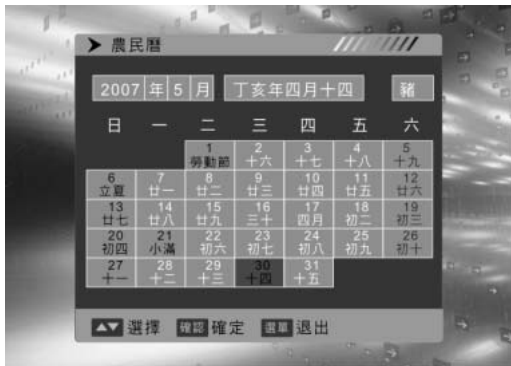 農民曆
2007 年 5 月 丁亥年四月十四 豬
日 一 二 三 四 五 六
1 2 3 4 5
勞動節 十六 十七 十八 十九
6 7 8 9 10 11 12
立夏 廿一 廿二 廿三 廿四 廿五 廿六
13 14 15 16 17 18 19
廿七 廿八 廿九 三十 四月 初二 初三
20 21 22 23 24 25 26
初四 小滿 初六 初七 初八 初九 初十
27 28 29 30 31
十一 十二 十三 十四 十五
▲▼ 選擇 確認 確定 選單 退出